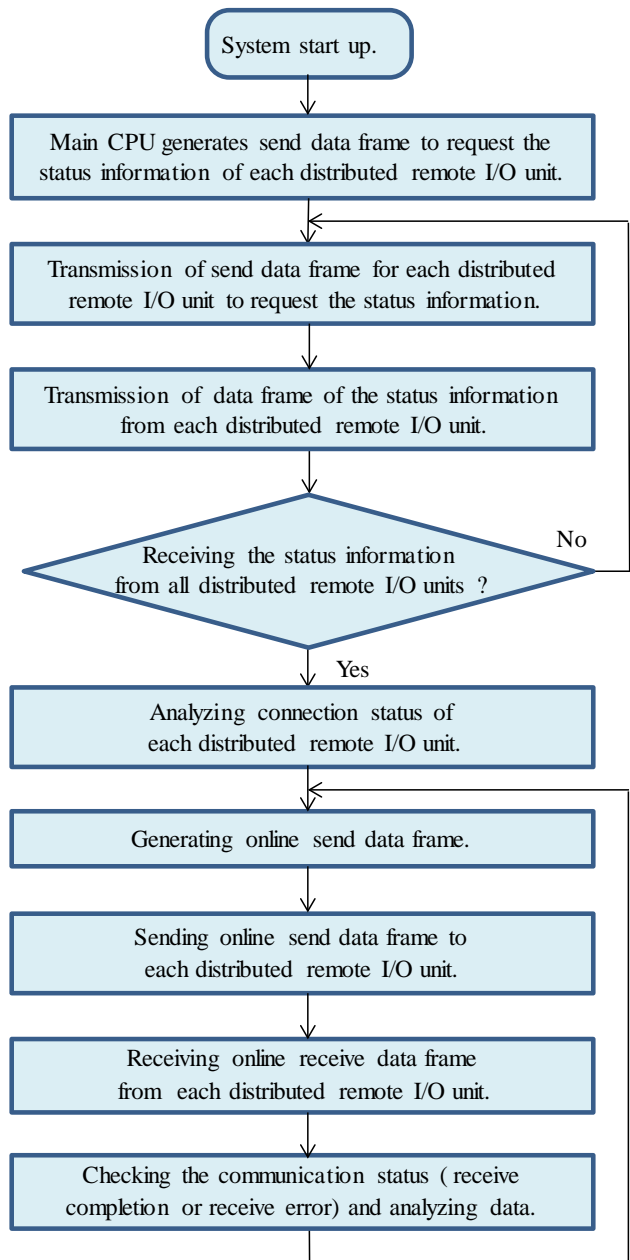 System start up.
Main CPU generates send data frame to request the
status information of each distributed remote I/O unit.
Transmission of send data frame for each distributed
remote I/O unit to request the status information.
Transmission of data frame of the status information
from each distributed remote I/O unit.
Receiving the status information
from all distributed remote I/O units ?
No
Yes
Analyzing connection status of
each distributed remote I/O unit.
Generating online send data frame.
Sending online send data frame to
each distributed remote I/O unit.
Receiving online receive data frame
from each distributed remote I/O unit.
Checking the communication status ( receive
completion or receive error) and analyzing data.